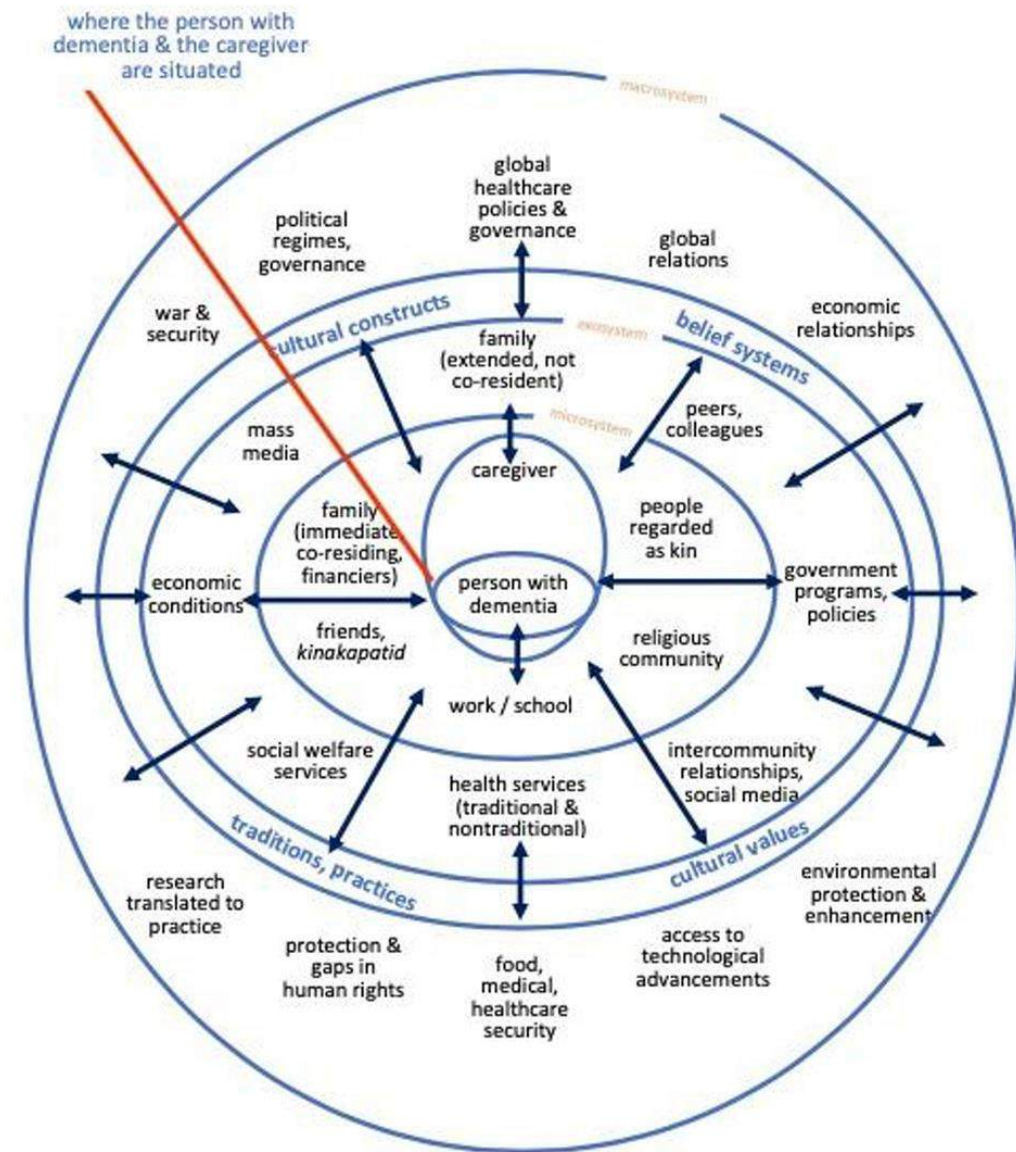 where the person with
dementia & the caregiver
are situated
macrosystem
global
healthcare
policies &
governance
political
regimes,
governance
global
relations
war &
security
economic
relationships
cultural constructs
belief systems
exosystem
family
(extended, not
co-resident)
mass
media
peers,
colleagues
microsystem
caregiver
family
(immediate,
co-residing,
financiers)
people
regarded
as kin
economic
conditions
person with
dementia
government
programs,
policies
friends,
kinakapatid
religious
community
work / school
social welfare
services
health services
(traditional &
nontraditional)
intercommunity
relationships,
social media
traditions, practices
cultural values
research
translated to
practice
environmental
protection &
enhancement
protection &
gaps in
human rights
food,
medical,
healthcare
security
access to
technological
advancements